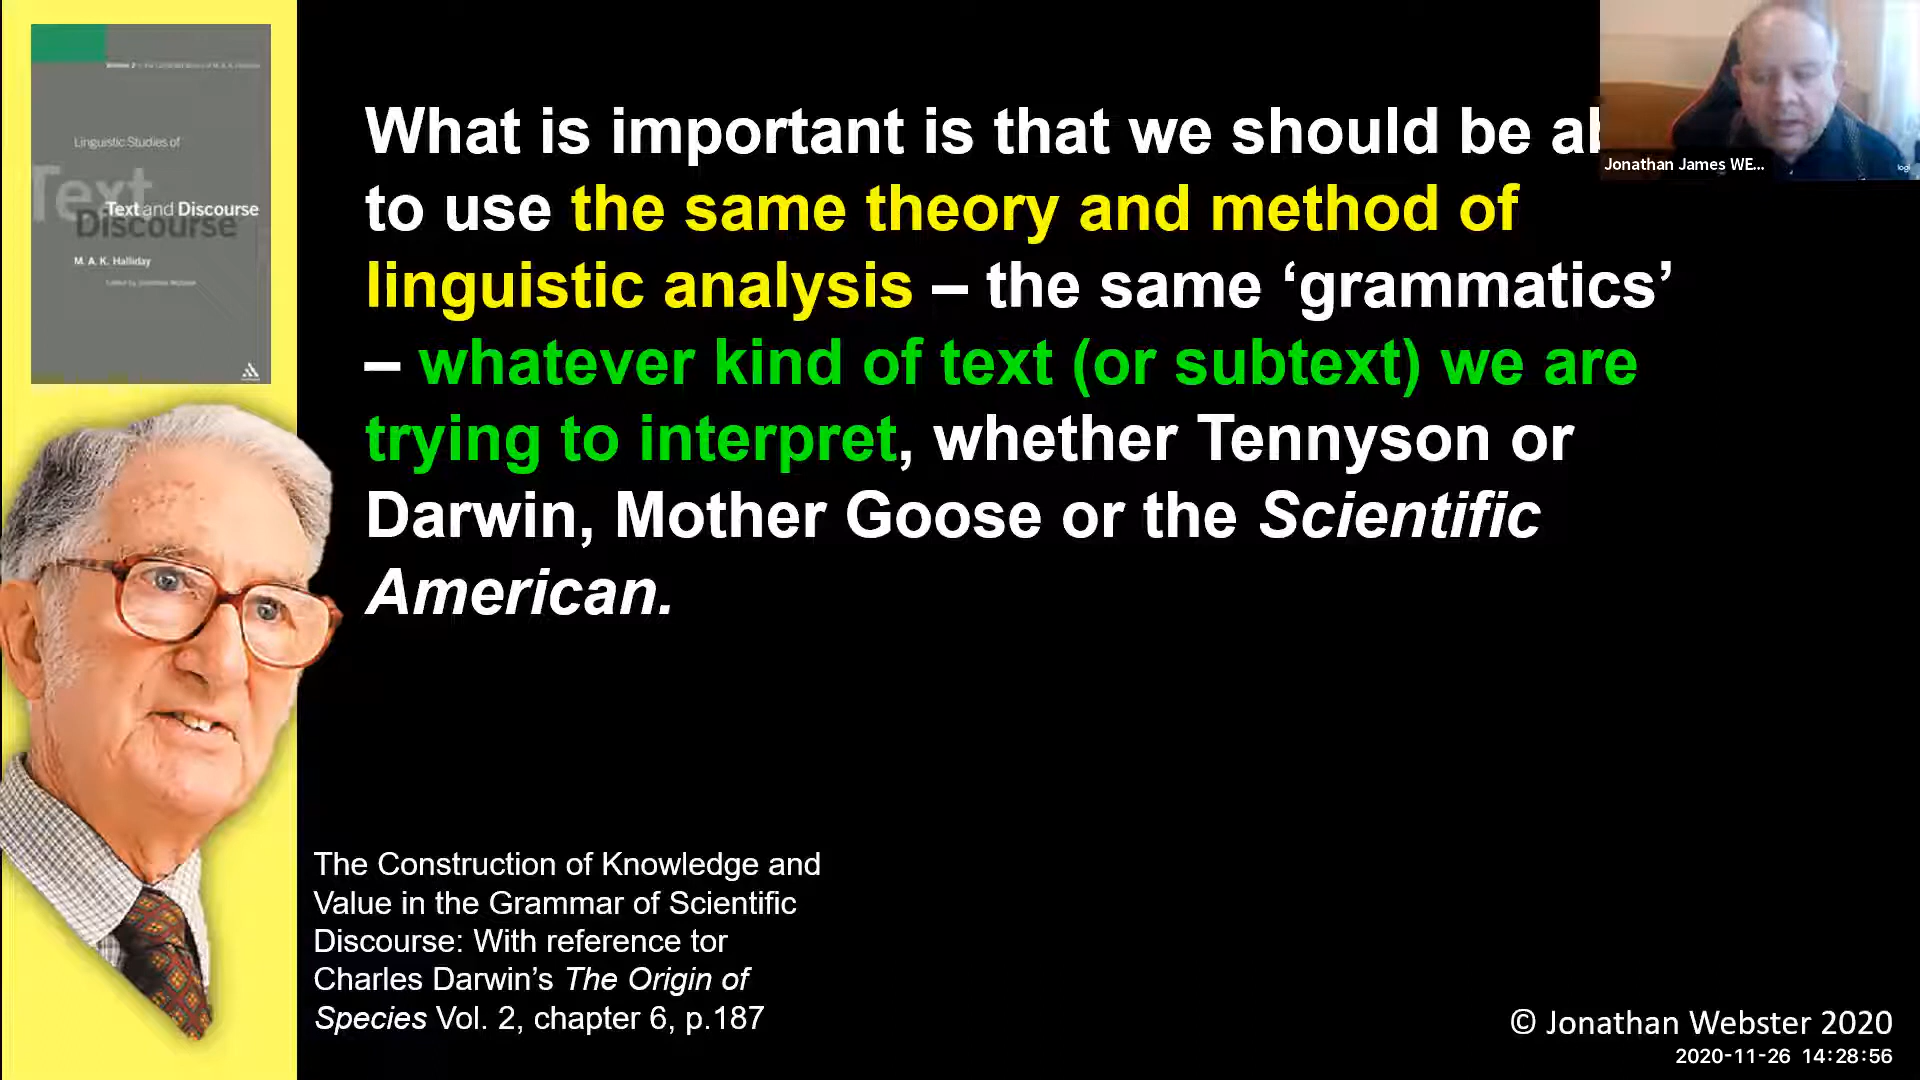 Linguistic Studies of
Text
Text and Discourse
Discourse
M. A. K. Halliday
What is important is that we should be
to use the same theory and method of
linguistic analysis – the same ‘grammatics’
– whatever kind of text (or subtext) we are
trying to interpret, whether Tennyson or
Darwin, Mother Goose or the Scientific
American.
Jonathan James WE...
logi
The Construction of Knowledge and
Value in the Grammar of Scientific
Discourse: With reference tor
Charles Darwin’s The Origin of
Species Vol. 2, chapter 6, p.187
© Jonathan Webster 2020
2020-11-26 14:28:56